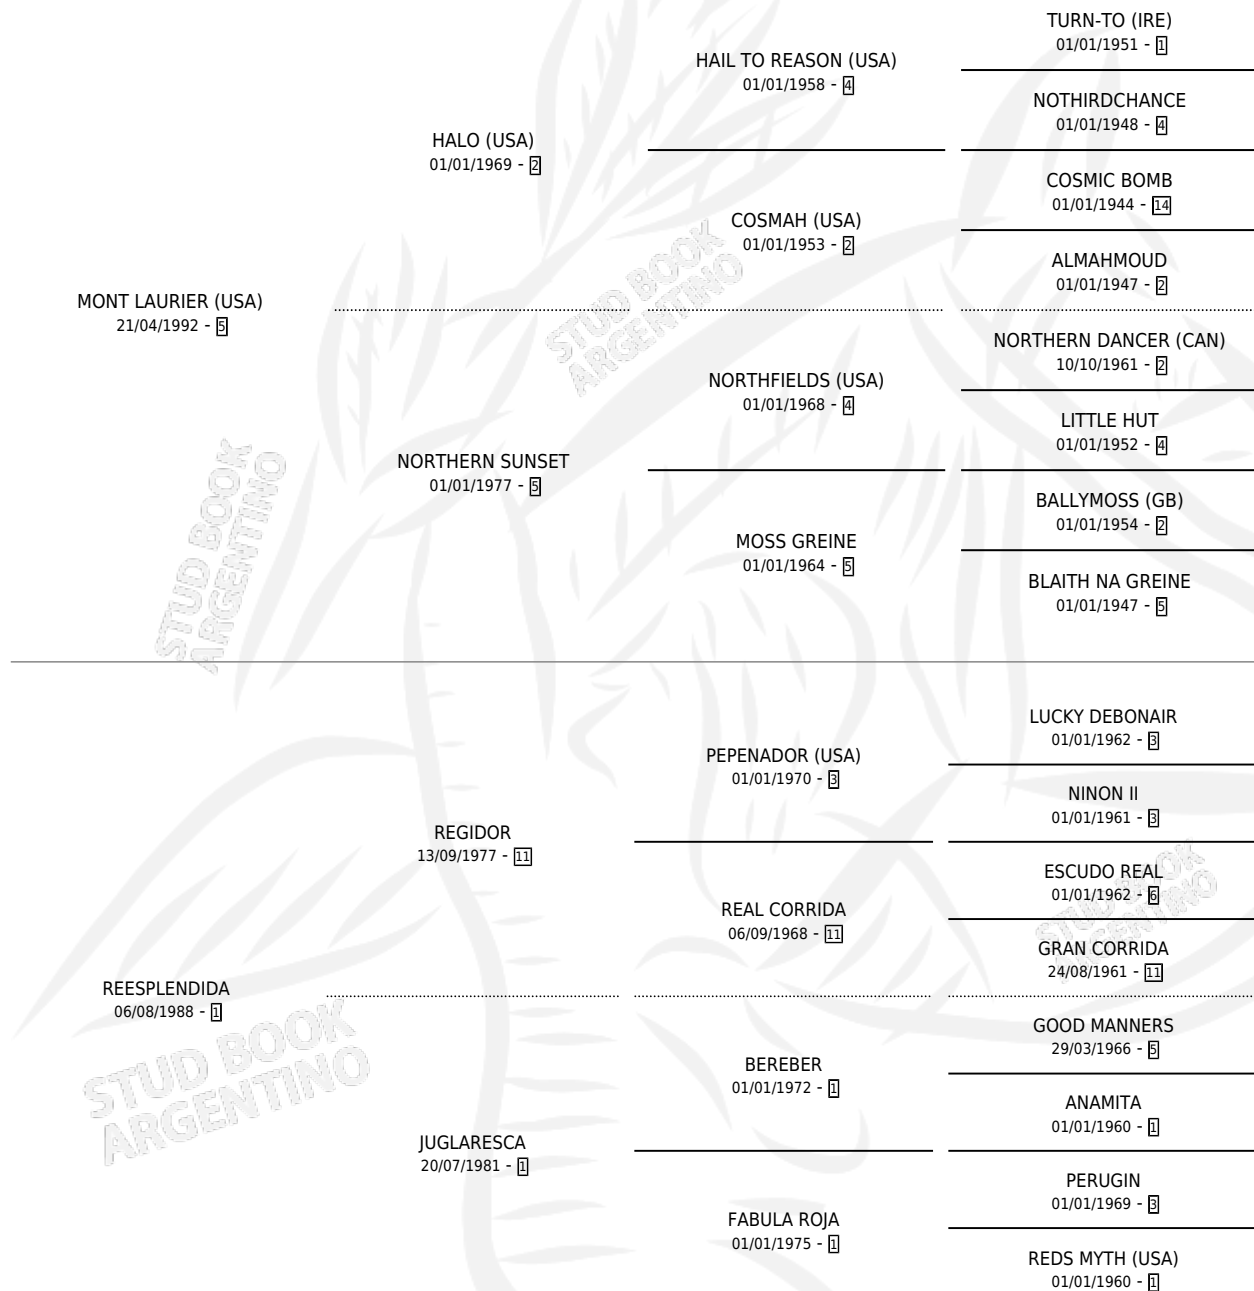 TURN-TO (IRE)
01/01/1951 - 1
HAIL TO REASON (USA)
01/01/1958 - 4
NOTHIRDCHANCE
01/01/1948 - 4
HALO (USA)
01/01/1969 - 2
COSMIC BOMB
01/01/1944 - 14
COSMAH (USA)
01/01/1953 - 2
ALMAHMOUD
01/01/1947 - 2
MONT LAURIER (USA)
21/04/1992 - 5
NORTHERN DANCER (CAN)
10/10/1961 - 2
NORTHFIELDS (USA)
01/01/1968 - 4
LITTLE HUT
01/01/1952 - 4
NORTHERN SUNSET
01/01/1977 - 5
BALLYMOSS (GB)
01/01/1954 - 2
MOSS GREINE
01/01/1964 - 5
BLAITH NA GREINE
01/01/1947 - 5
LUCKY DEBONAIR
01/01/1962 - 3
PEPENADOR (USA)
01/01/1970 - 3
NINON II
01/01/1961 - 3
REGIDOR
13/09/1977 - 11
ESCUDO REAL
01/01/1962 - 6
REAL CORRIDA
06/09/1968 - 11
GRAN CORRIDA
24/08/1961 - 11
REESPLENDIDA
06/08/1988 - 1
GOOD MANNERS
29/03/1966 - 5
BEREBER
01/01/1972 - 1
ANAMITA
01/01/1960 - 1
JUGLARESCA
20/07/1981 - 1
PERUGIN
01/01/1969 - 3
FABULA ROJA
01/01/1975 - 1
REDS MYTH (USA)
01/01/1960 - 1
STUD BOOK
ARGENTINO
STUD BOOK
ARGENTINO
STUD BOOK
ARGENTINO
STUD BOOK
ARGENTINO